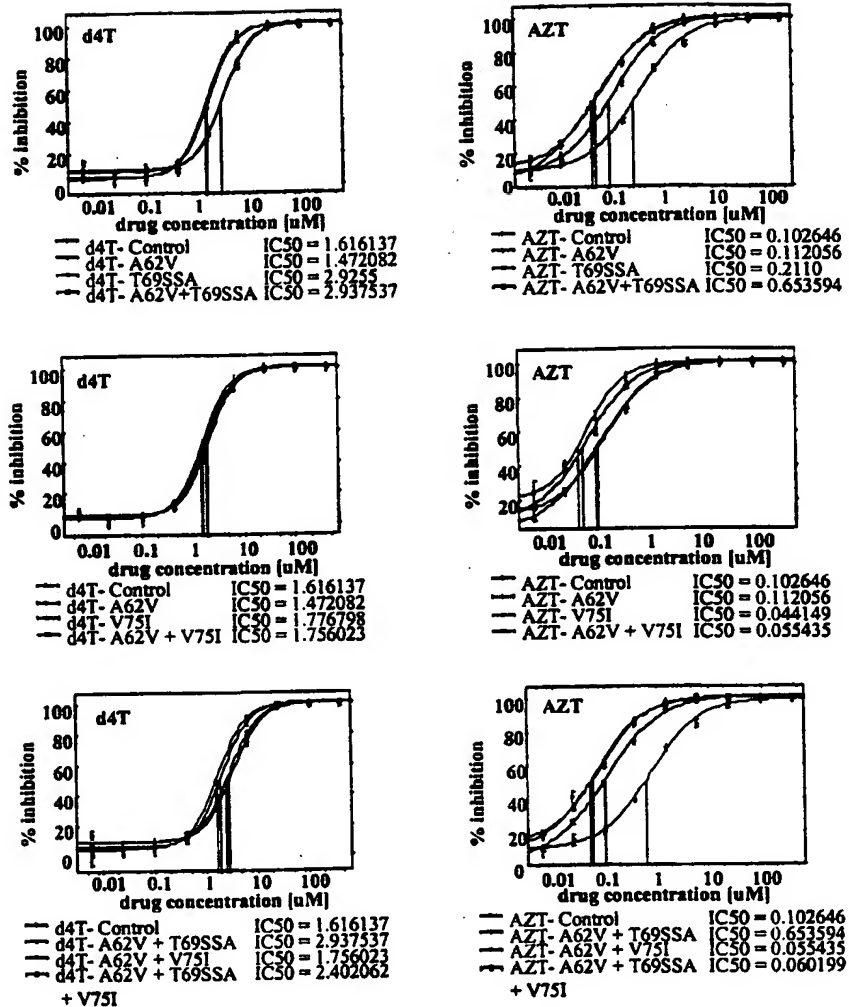 d4T
100
80
60
40
20
0
% inhibition
0.01 0.1 1 10 100
drug concentration [uM]
d4T- Control IC50 = 1.616137
d4T- A62V IC50 = 1.472082
d4T- T69SSA IC50 = 2.9255
d4T- A62V+T69SSA IC50 = 2.937537
AZT
100
80
60
40
20
0
% inhibition
0.01 0.1 1 10 100
drug concentration [uM]
AZT- Control IC50 = 0.102646
AZT- A62V IC50 = 0.112056
AZT- T69SSA IC50 = 0.2110
AZT- A62V+T69SSA IC50 = 0.653594
d4T
100
80
60
40
20
0
% inhibition
0.01 0.1 1 10 100
drug concentration [uM]
d4T- Control IC50 = 1.616137
d4T- A62V IC50 = 1.472082
d4T- V75I IC50 = 1.776798
d4T- A62V + V75I IC50 = 1.756023
AZT
100
80
60
40
20
% inhibition
0.01 0.1 1 10 100
drug concentration [uM]
AZT- Control IC50 = 0.102646
AZT- A62V IC50 = 0.112056
AZT- V75I IC50 = 0.044149
AZT- A62V + V75I IC50 = 0.055435
d4T
100
80
60
40
20
0
% inhibition
0.01 0.1 1 10 100
drug concentration [uM]
d4T- Control IC50 = 1.616137
d4T- A62V + T69SSA IC50 = 2.937537
d4T- A62V + V75I IC50 = 1.756023
d4T- A62V + T69SSA IC50 = 2.402062
+ V75I
AZT
100
80
60
40
20
0
% inhibition
0.01 0.1 1 10 100
drug concentration [uM]
AZT- Control IC50 = 0.102646
AZT- A62V + T69SSA IC50 = 0.653594
AZT- A62V + V75I IC50 = 0.055435
AZT- A62V + T69SSA IC50 = 0.060199
+ V75I